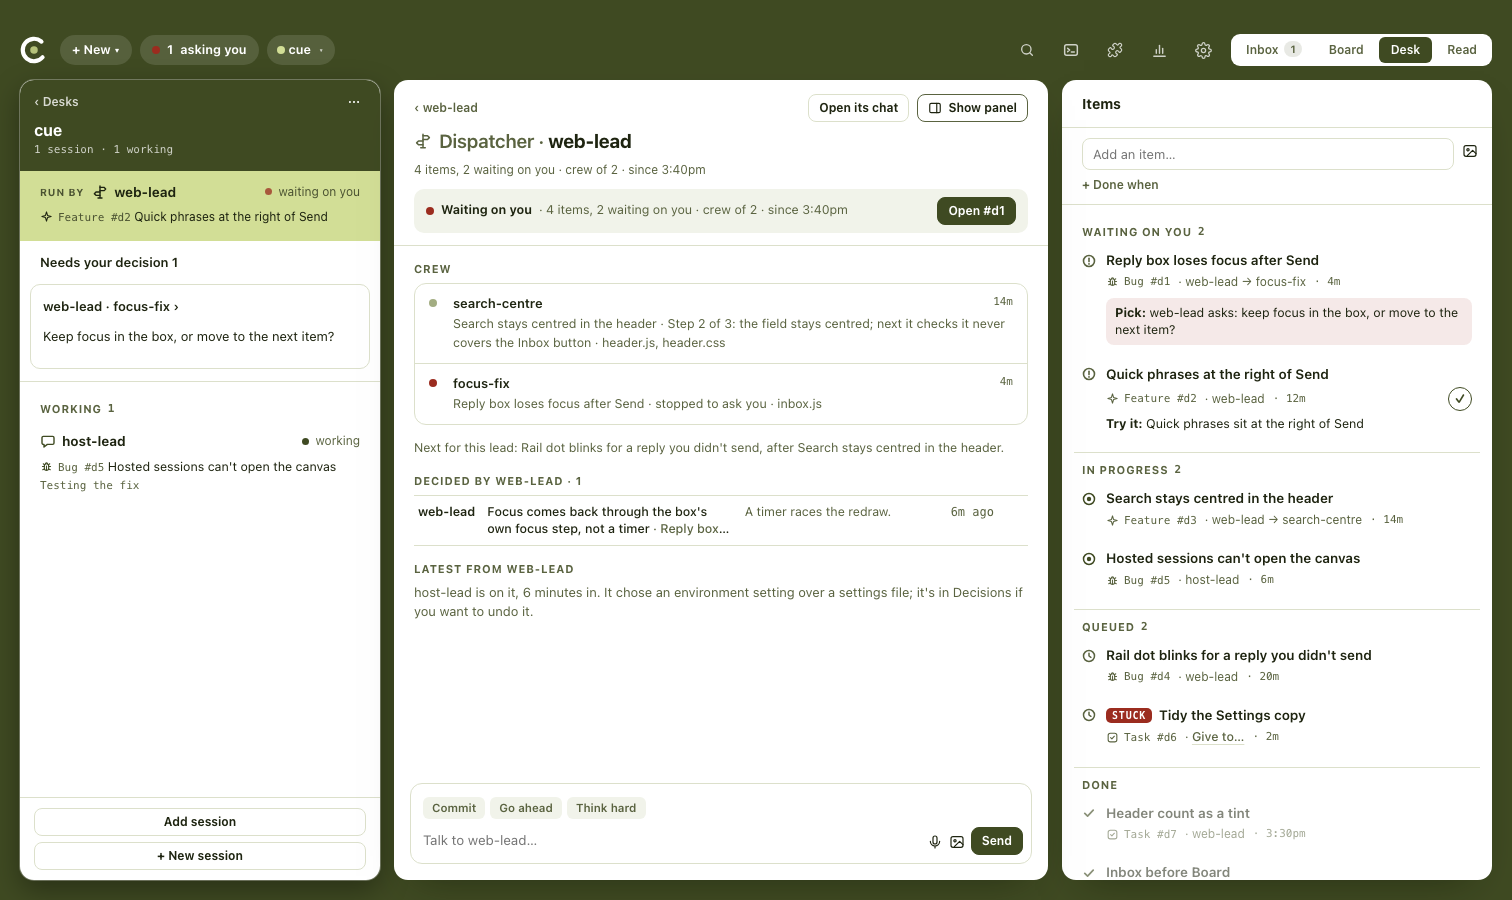 + New ▾
1 asking you
cue ·
Inbox 1
Board
Desk
Read
‹ Desks
···
cue
1 session · 1 working
RUN BY web-lead
waiting on you
Feature #d2 Quick phrases at the right of Send
Needs your decision 1
web-lead · focus-fix ›
Keep focus in the box, or move to the next item?
WORKING 1
host-lead
working
Bug #d5 Hosted sessions can't open the canvas
Testing the fix
Add session
+ New session
‹ web-lead
Open its chat
Show panel
Dispatcher · web-lead
4 items, 2 waiting on you · crew of 2 · since 3:40pm
Waiting on you · 4 items, 2 waiting on you · crew of 2 · since 3:40pm
Open #d1
CREW
search-centre
14m
Search stays centred in the header · Step 2 of 3: the field stays centred; next it checks it never
covers the Inbox button · header.js, header.css
focus-fix
4m
Reply box loses focus after Send · stopped to ask you · inbox.js
Next for this lead: Rail dot blinks for a reply you didn't send, after Search stays centred in the header.
DECIDED BY WEB-LEAD · 1
web-lead
Focus comes back through the box's
own focus step, not a timer · Reply box…
A timer races the redraw.
6m ago
LATEST FROM WEB-LEAD
host-lead is on it, 6 minutes in. It chose an environment setting over a settings file; it's in Decisions if
you want to undo it.
Commit
Go ahead
Think hard
Talk to web-lead...
Send
Items
Add an item...
+ Done when
WAITING ON YOU 2
Reply box loses focus after Send
Bug #d1 · web-lead → focus-fix · 4m
Pick: web-lead asks: keep focus in the box, or move to the
next item?
Quick phrases at the right of Send
Feature #d2 · web-lead · 12m
Try it: Quick phrases sit at the right of Send
IN PROGRESS 2
Search stays centred in the header
Feature #d3 · web-lead → search-centre · 14m
Hosted sessions can't open the canvas
Bug #d5 · host-lead · 6m
QUEUED 2
Rail dot blinks for a reply you didn't send
Bug #d4 · web-lead · 20m
STUCK Tidy the Settings copy
Task #d6 · Give to... · 2m
DONE
Header count as a tint
Task #d7 · web-lead · 3:30pm
Inbox before Board